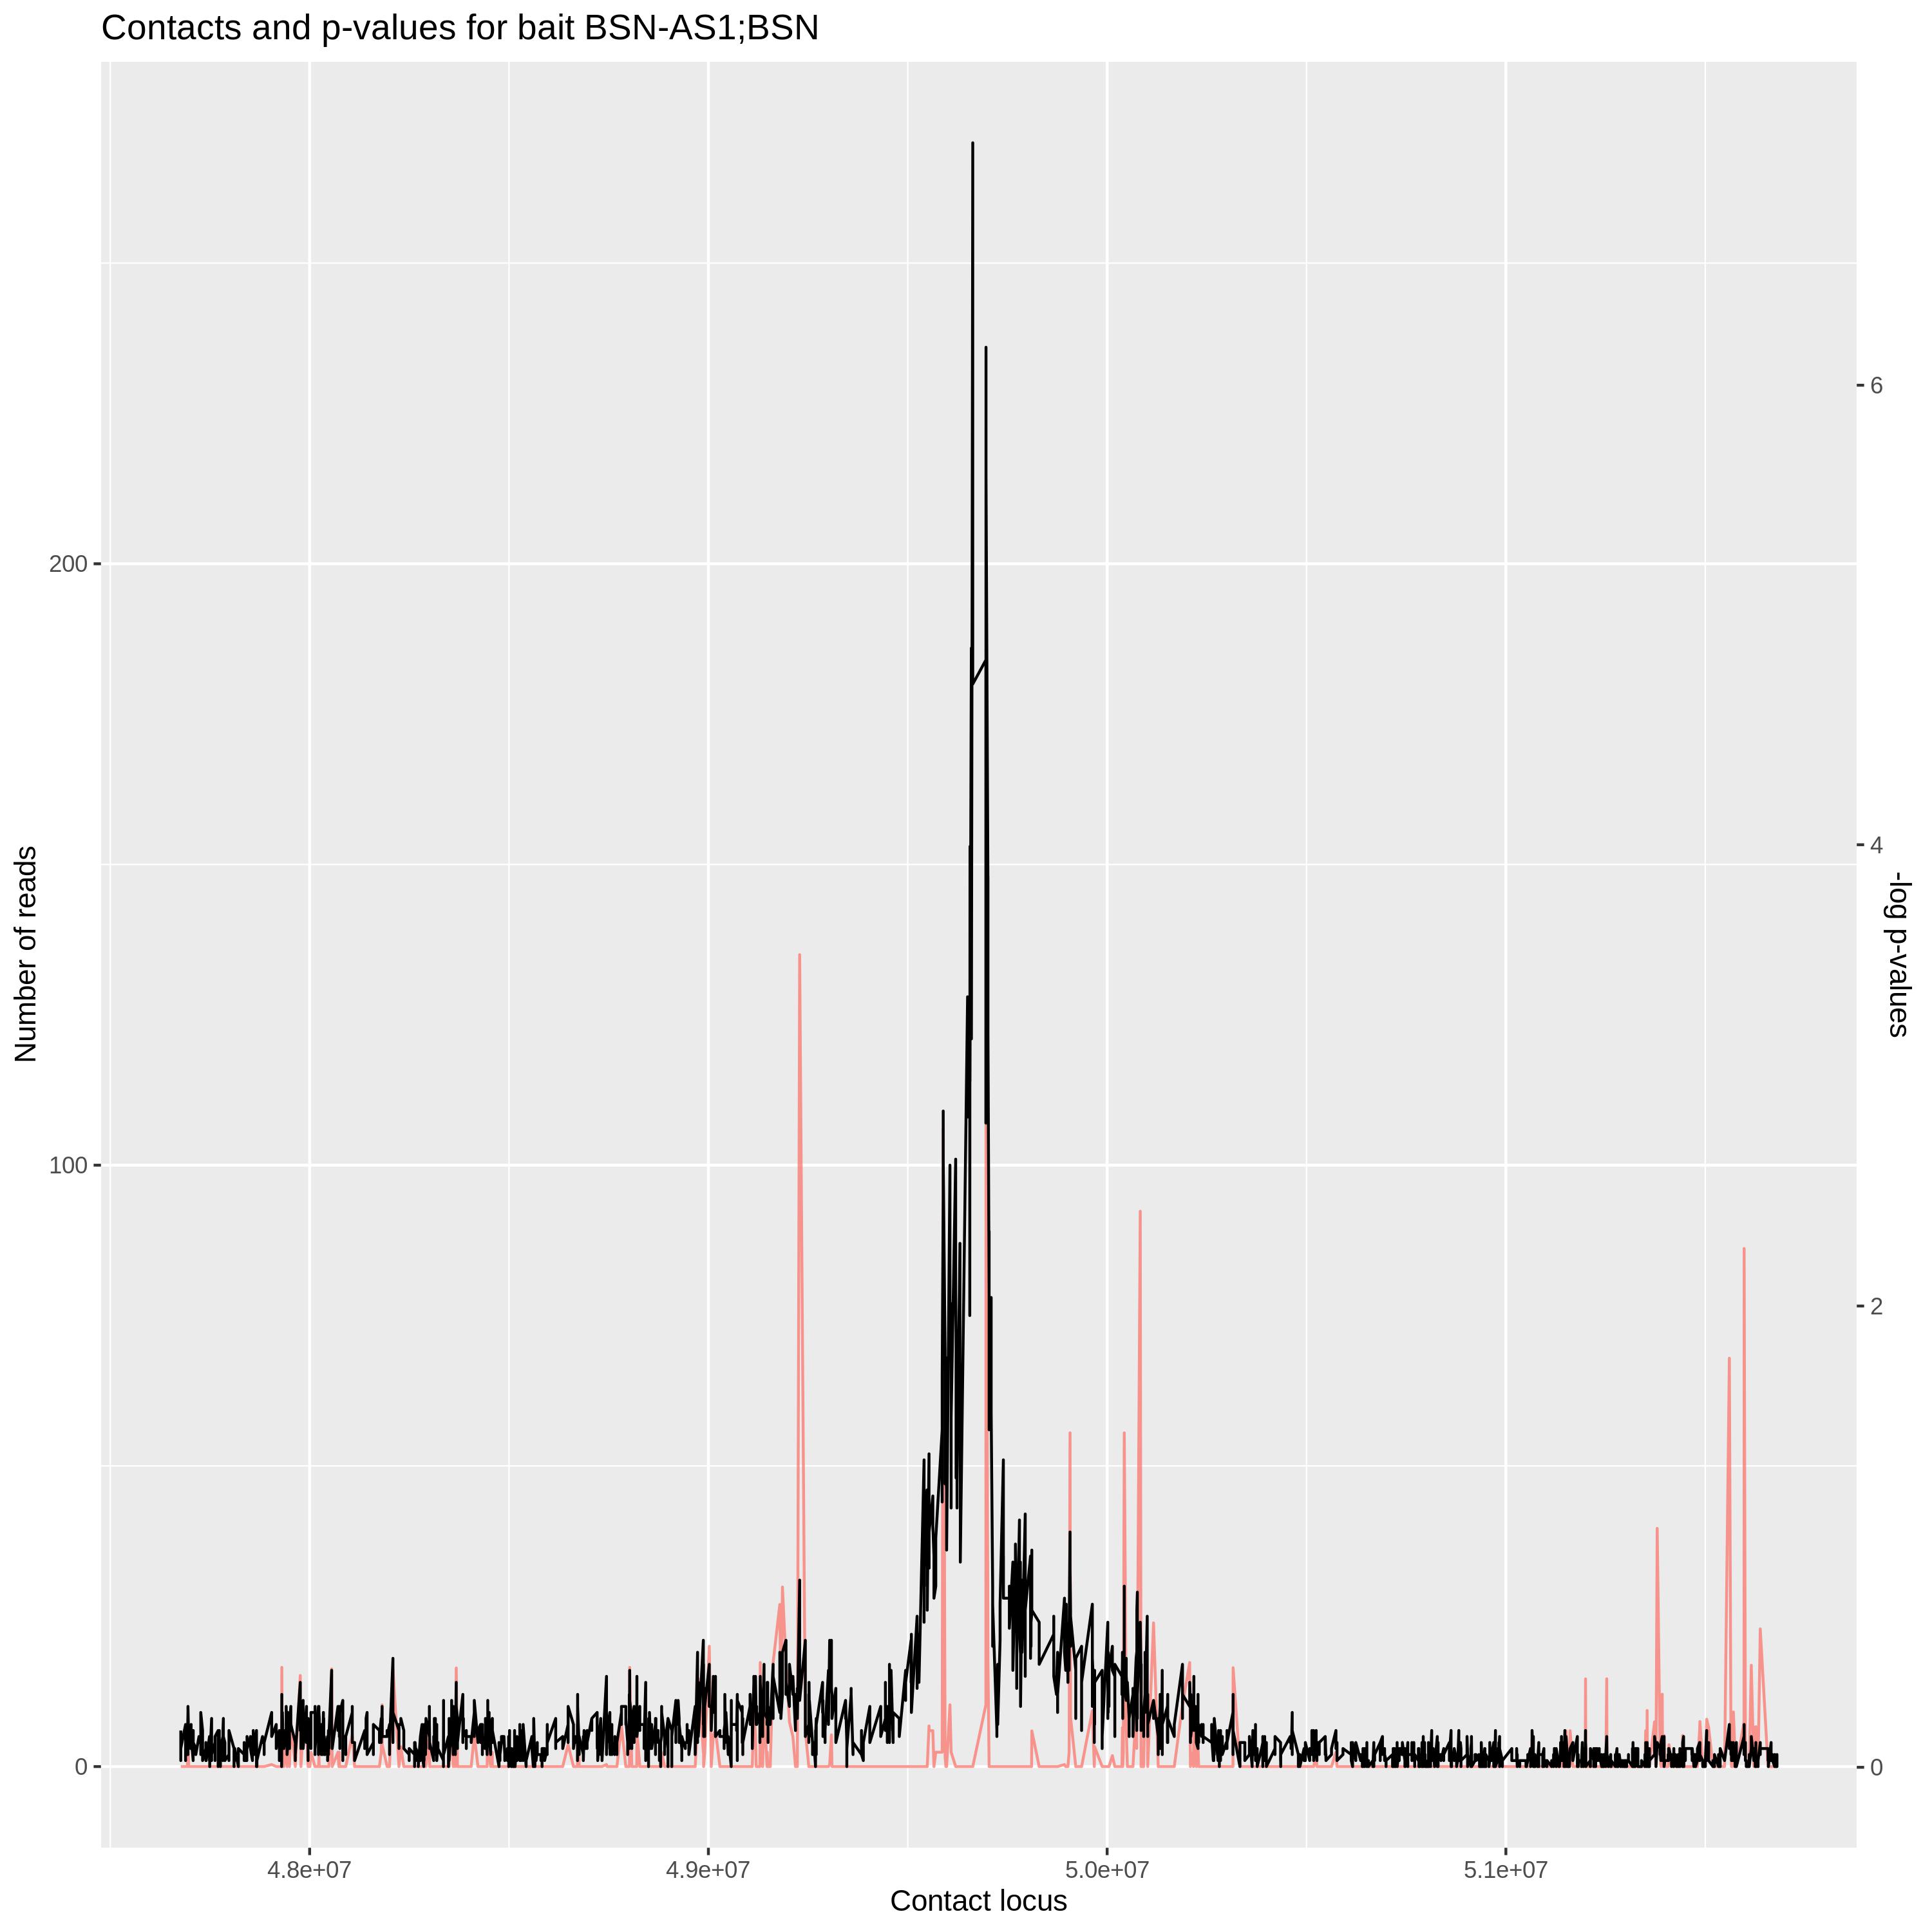 Contacts and p-values for bait BSN-AS1;BSN
Number of reads
200
100
0
6
4
2
0
-log p-values
4.8e+07
4.9e+07
5.0e+07
5.1e+07
Contact locus